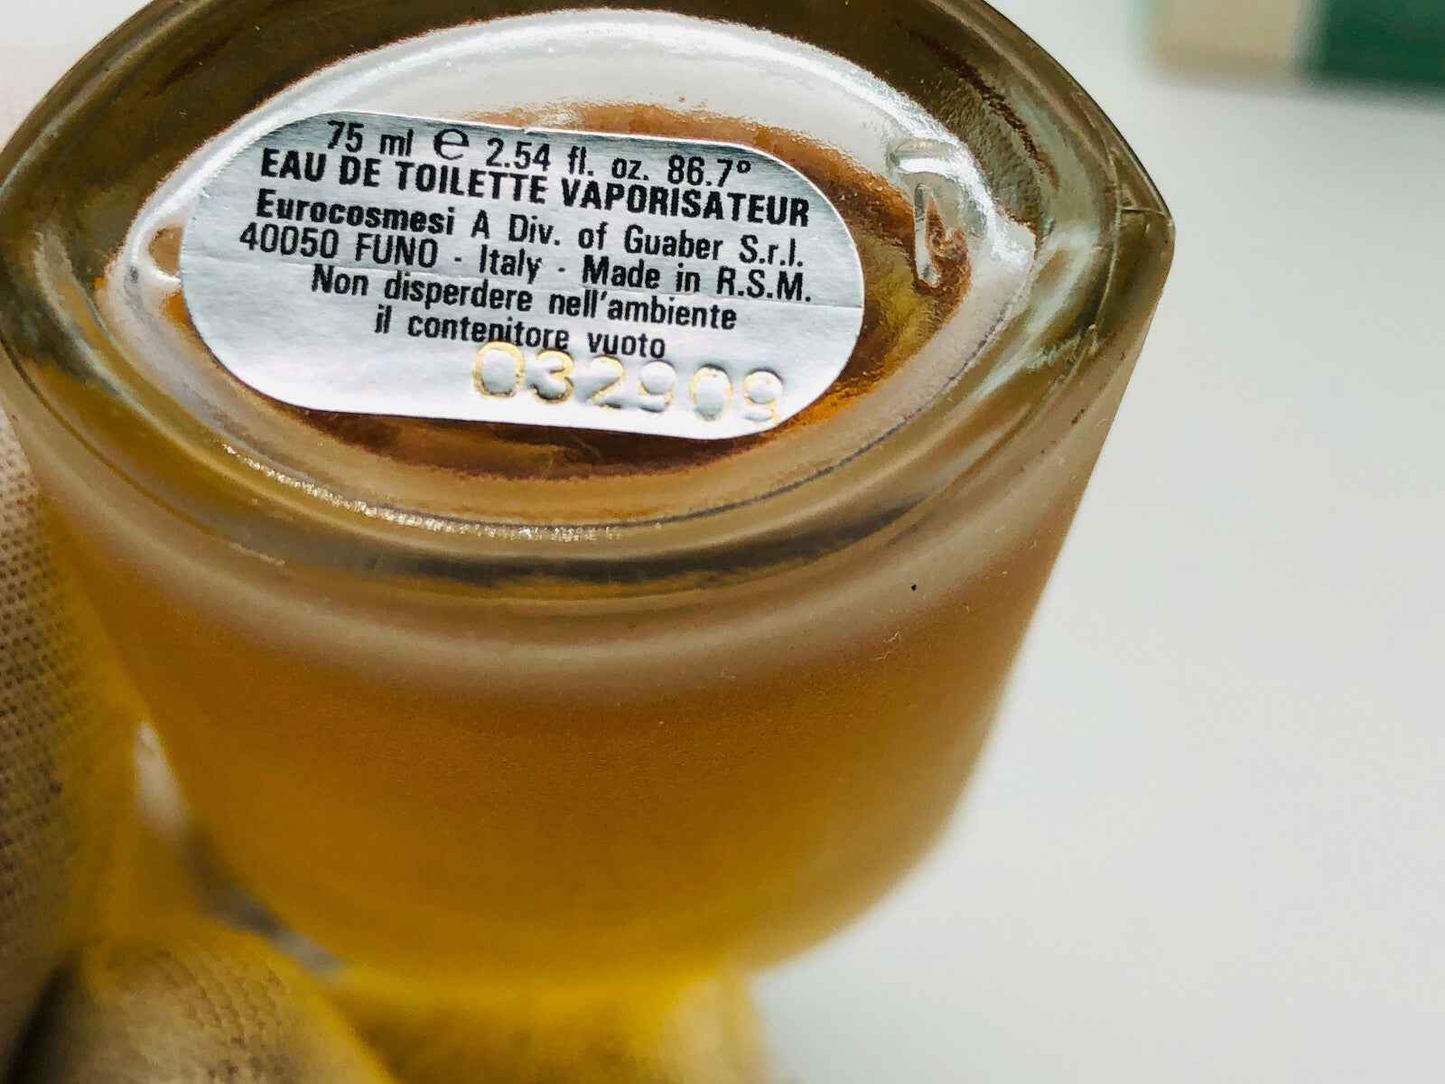 75 ml ℮ 2.54 fl. oz. 86.7°
EAU DE TOILETTE VAPORISATEUR
Eurocosmesi A Div. of Guaber S.r.l.
40050 FUNO - Italy - Made in R.S.M.
Non disperdere nell'ambiente
il contenitore vuoto
032909